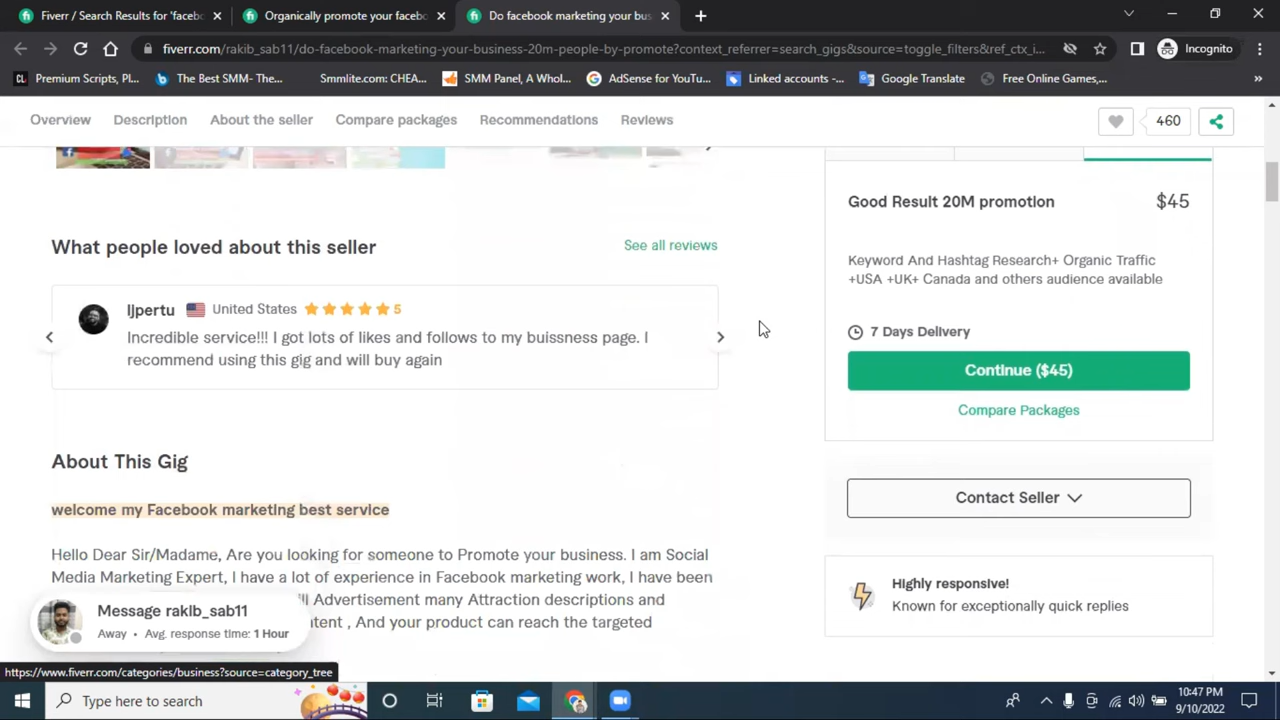 Fiverr / Search Results for 'facebo
Organically promote your facebo
Do facebook marketing your bus
fiverr.com/rakib_sab11/do-facebook-marketing-your-business-20m-people-by-promote?context_referrer=search_gigs&source=toggle_filters&ref_ctx_i...
Incognito
Premium Scripts, Pl...
The Best SMM- The...
Smmlite.com: CHEA...
SMM Panel, A Whol...
AdSense for YouTu...
Linked accounts -...
Google Translate
Free Online Games,...
Overview
Description
About the seller
Compare packages
Recommendations
Reviews
460
Good Result 20M promotion
$45
What people loved about this seller
See all reviews
Keyword And Hashtag Research+ Organic Traffic
+USA +UK+ Canada and others audience available
ljpertu
United States
5
Incredible service!!! I got lots of likes and follows to my buissness page. I
recommend using this gig and will buy again
7 Days Delivery
Continue ($45)
Compare Packages
About This Gig
Contact Seller
welcome my Facebook marketing best service
Hello Dear Sir/Madame, Are you looking for someone to Promote your business. I am Social
Media Marketing Expert, I have a lot of experience in Facebook marketing work, I have been
Advertisement many Attraction descriptions and
And your product can reach the targeted
Highly responsive!
Known for exceptionally quick replies
Message rakib_sab11
Away • Avg. response time: 1 Hour
https://www.fiverr.com/categories/business?source=category_tree
Type here to search
10:47 PM
9/10/2022